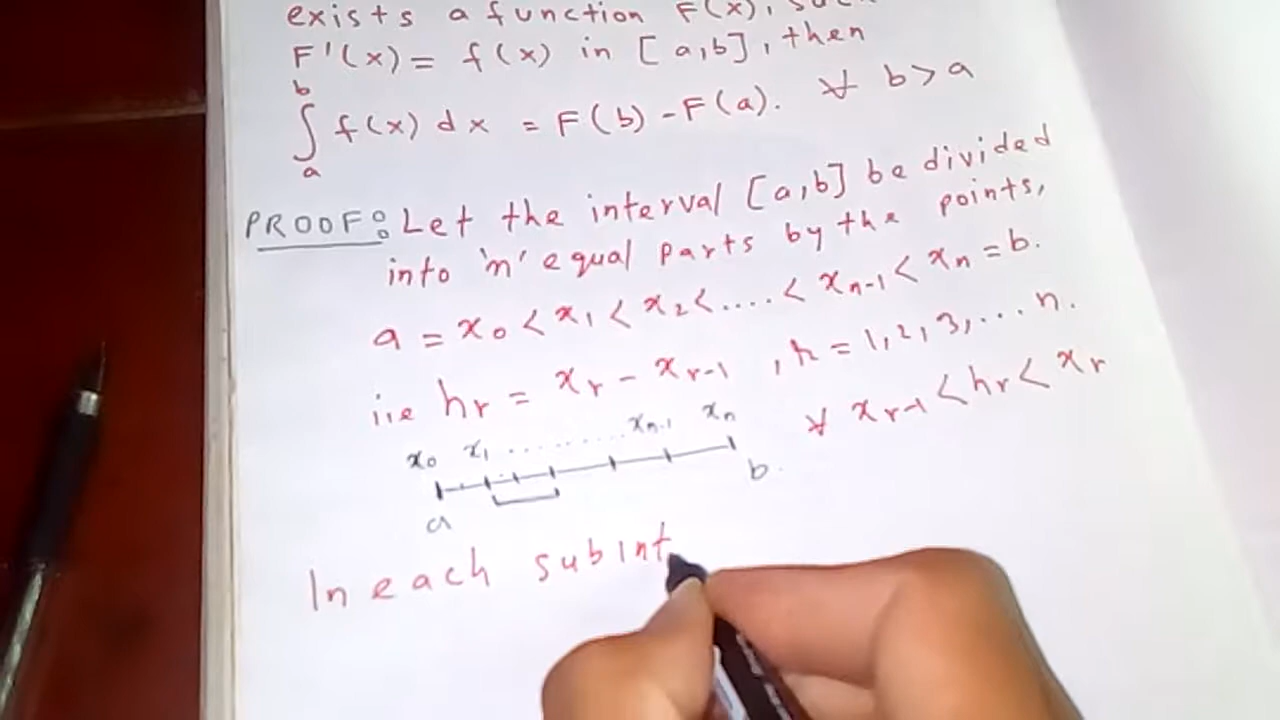 exists a function F(x), such
F'(x) = f(x) in [a,b], then
∫ₐᵇ f(x) dx = F(b) - F(a). ∀ b > a
PROOF: Let the interval [a,b] be divided
into 'n' equal parts by the points,
a = x₀ < x₁ < x₂ < .... < xₙ₋₁ < xₙ = b.
i.e hᵣ = xᵣ - xᵣ₋₁ , r = 1, 2, 3, ... n.
∀ xᵣ₋₁ < hᵣ < xᵣ
x₀ x₁ ......... xₙ₋₁ xₙ
a b.
In each subint